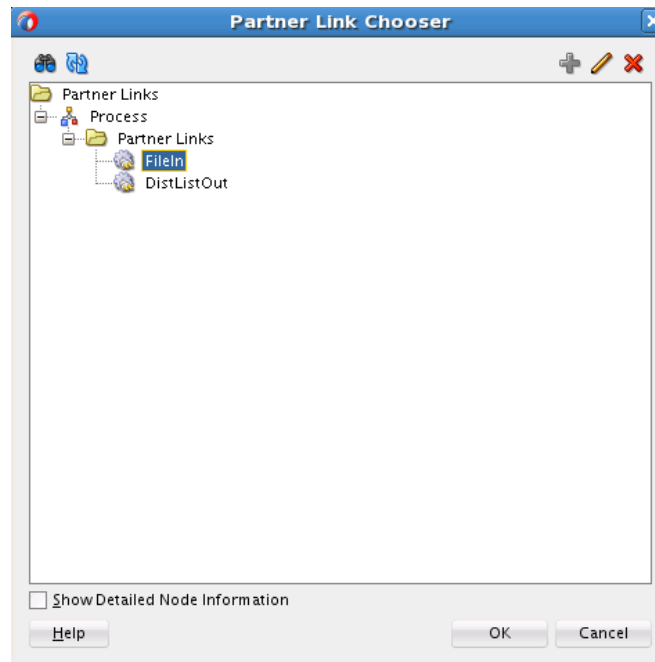 Partner Link Chooser
Partner Links
Process
Partner Links
FileIn
DistListOut
Show Detailed Node Information
Help OK Cancel